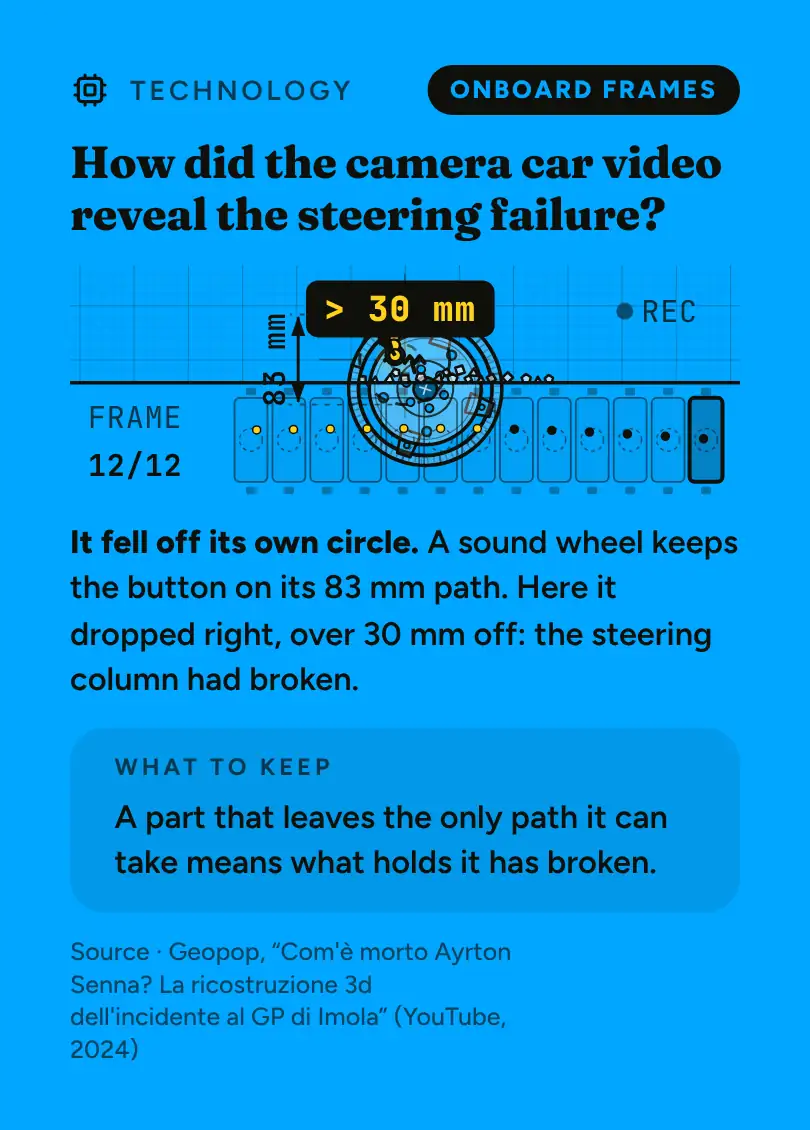 TECHNOLOGY
ONBOARD FRAMES
How did the camera car video
reveal the steering failure?
> 30 mm
REC
83 mm
FRAME
12/12
It fell off its own circle. A sound wheel keeps
the button on its 83 mm path. Here it
dropped right, over 30 mm off: the steering
column had broken.
WHAT TO KEEP
A part that leaves the only path it can
take means what holds it has broken.
Source · Geopop, “Com'è morto Ayrton
Senna? La ricostruzione 3d
dell'incidente al GP di Imola” (YouTube,
2024)